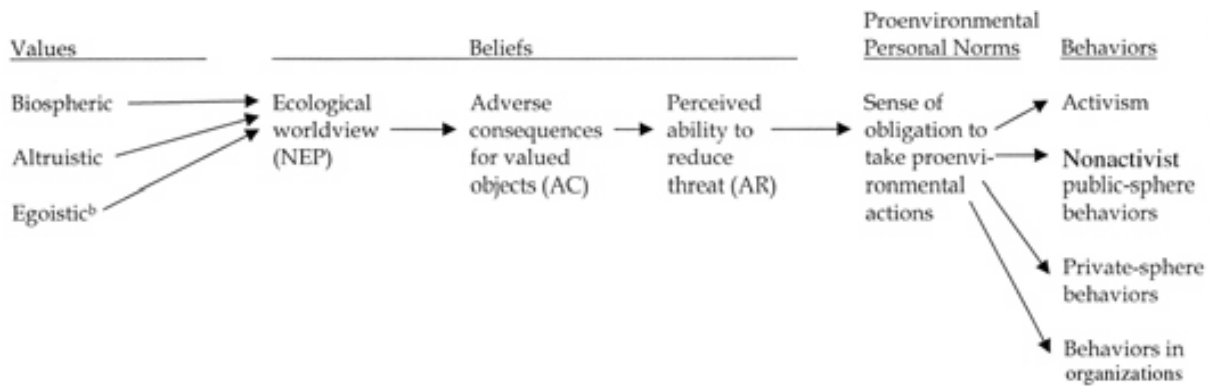 Values
Beliefs
Proenvironmental
Personal Norms
Behaviors
Biospheric
Altruistic
Egoisticᵇ
Ecological
worldview
(NEP)
Adverse
consequences
for valued
objects (AC)
Perceived
ability to
reduce
threat (AR)
Sense of
obligation to
take proenvi-
ronmental
actions
Activism
Nonactivist
public-sphere
behaviors
Private-sphere
behaviors
Behaviors in
organizations